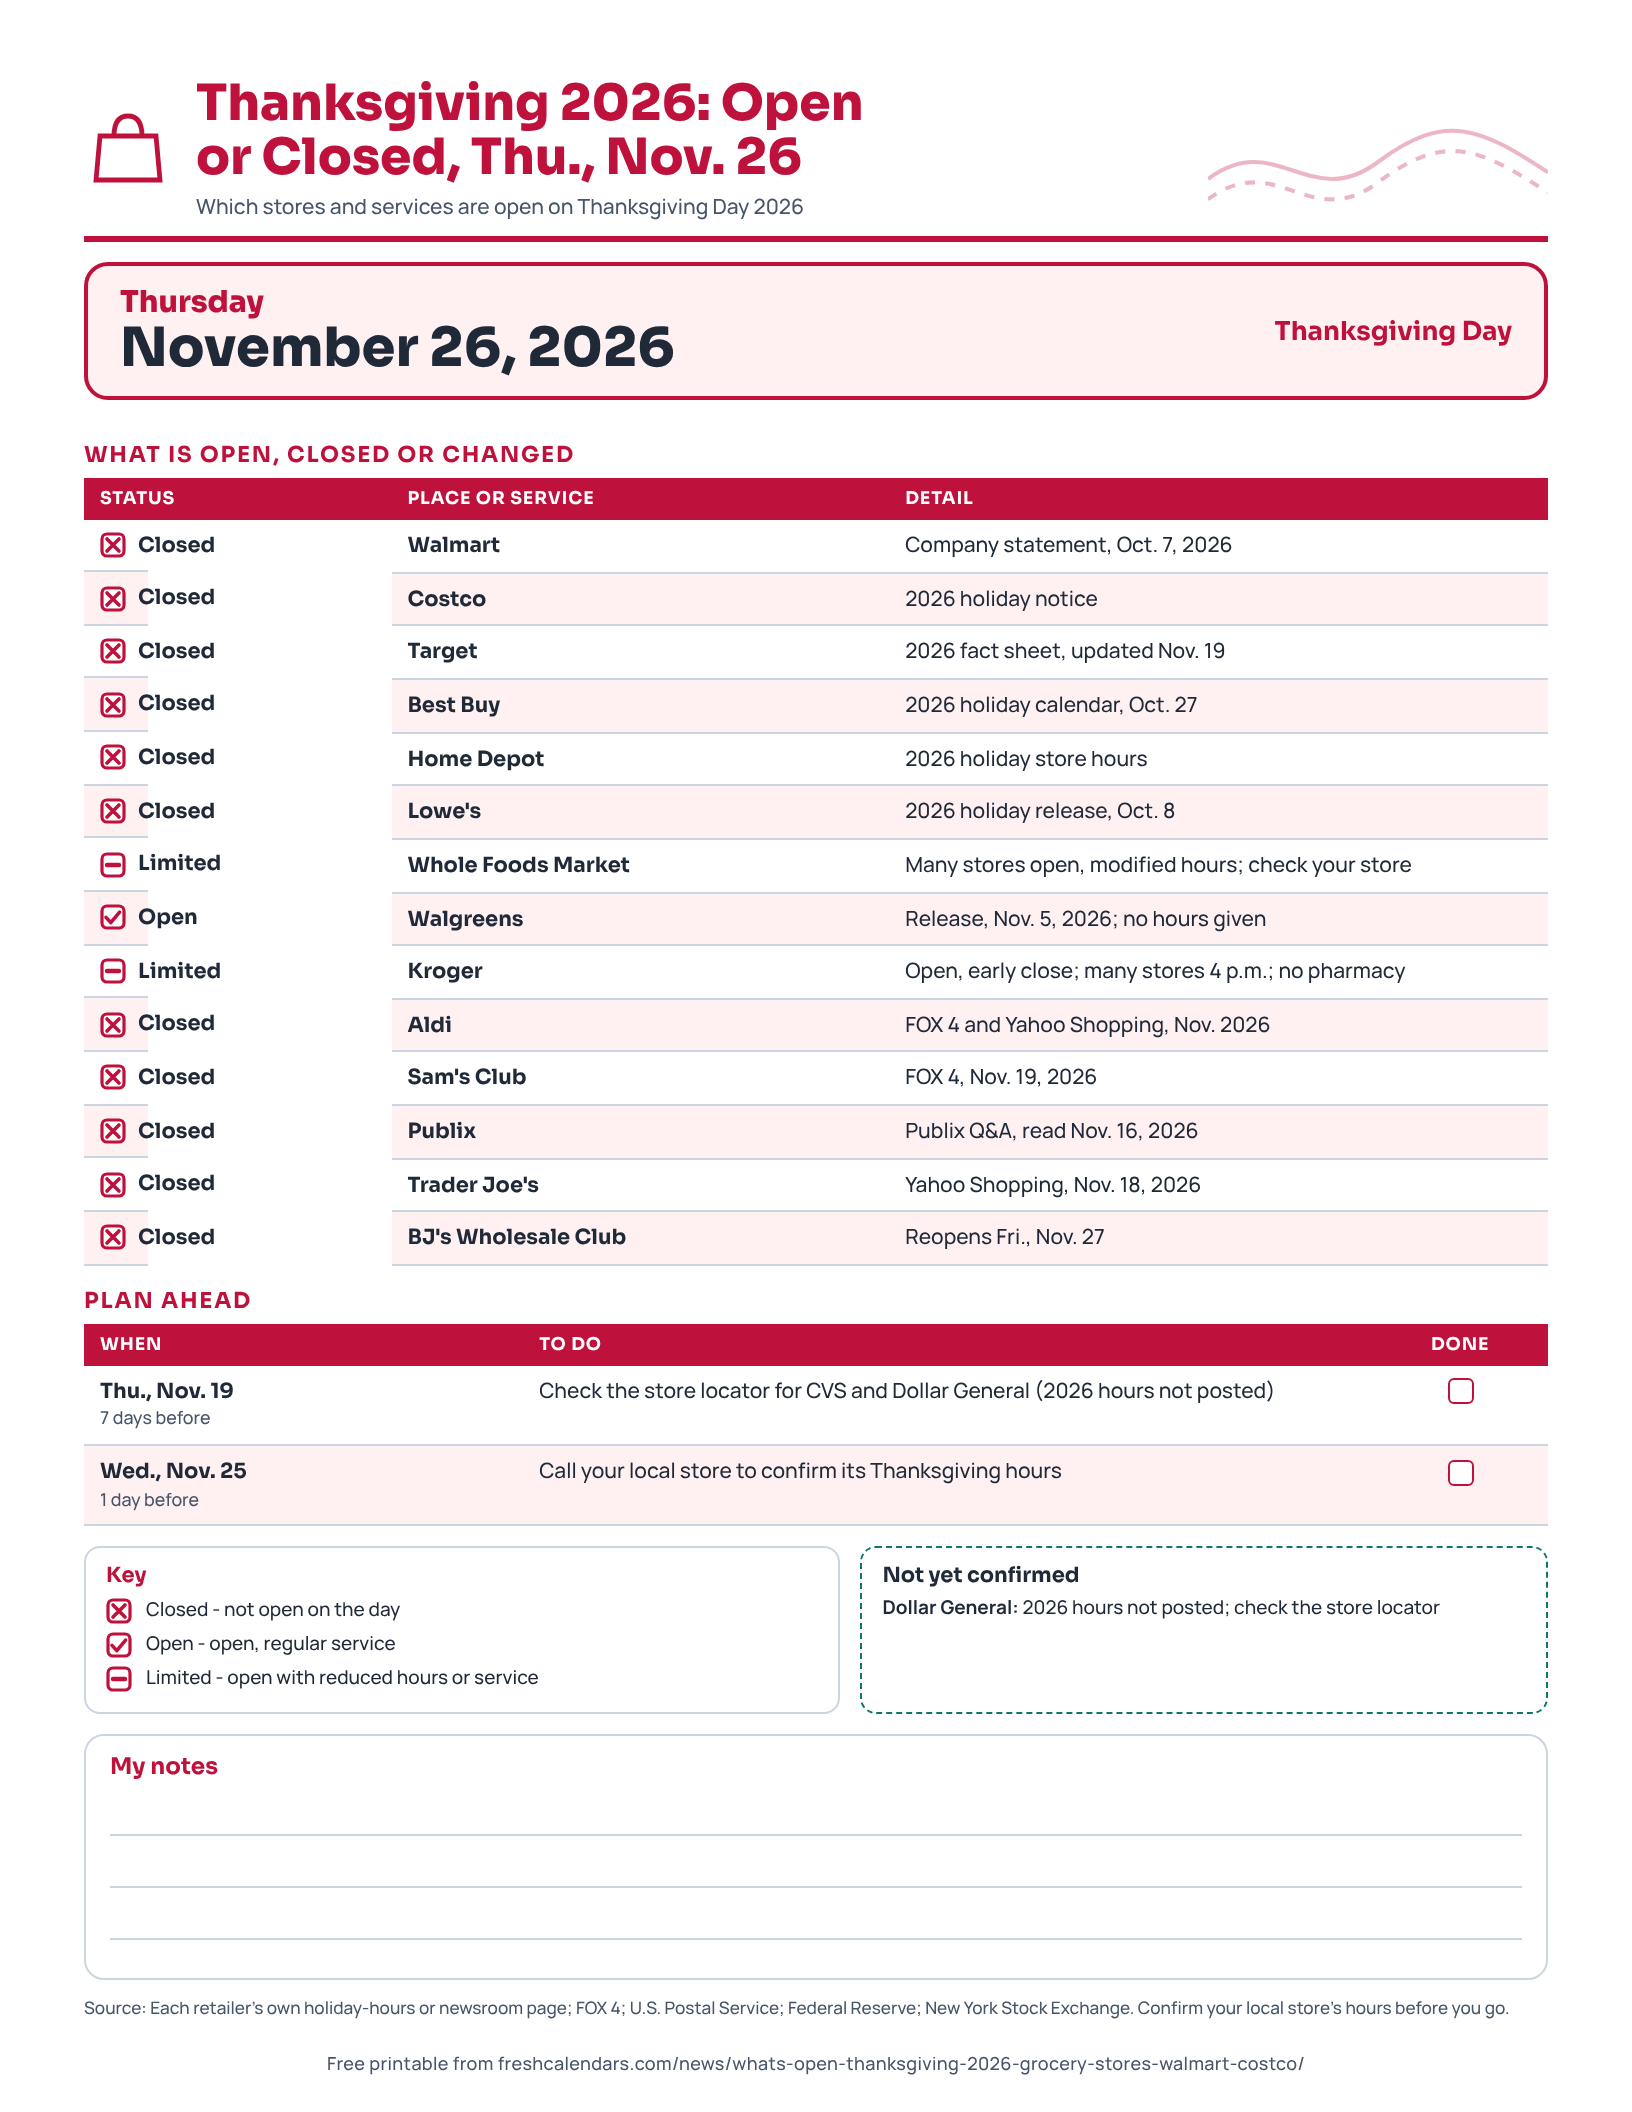 Thanksgiving 2026: Open
or Closed, Thu., Nov. 26
Which stores and services are open on Thanksgiving Day 2026
Thursday
November 26, 2026
Thanksgiving Day
WHAT IS OPEN, CLOSED OR CHANGED
STATUS PLACE OR SERVICE DETAIL
Closed Walmart Company statement, Oct. 7, 2026
Closed Costco 2026 holiday notice
Closed Target 2026 fact sheet, updated Nov. 19
Closed Best Buy 2026 holiday calendar, Oct. 27
Closed Home Depot 2026 holiday store hours
Closed Lowe's 2026 holiday release, Oct. 8
Limited Whole Foods Market Many stores open, modified hours; check your store
Open Walgreens Release, Nov. 5, 2026; no hours given
Limited Kroger Open, early close; many stores 4 p.m.; no pharmacy
Closed Aldi FOX 4 and Yahoo Shopping, Nov. 2026
Closed Sam's Club FOX 4, Nov. 19, 2026
Closed Publix Publix Q&A, read Nov. 16, 2026
Closed Trader Joe's Yahoo Shopping, Nov. 18, 2026
Closed BJ's Wholesale Club Reopens Fri., Nov. 27
PLAN AHEAD
WHEN TO DO DONE
Thu., Nov. 19 Check the store locator for CVS and Dollar General (2026 hours not posted)
7 days before
Wed., Nov. 25 Call your local store to confirm its Thanksgiving hours
1 day before
Key
Closed - not open on the day
Open - open, regular service
Limited - open with reduced hours or service
Not yet confirmed
Dollar General: 2026 hours not posted; check the store locator
My notes
Source: Each retailer's own holiday-hours or newsroom page; FOX 4; U.S. Postal Service; Federal Reserve; New York Stock Exchange. Confirm your local store's hours before you go.
Free printable from freshcalendars.com/news/whats-open-thanksgiving-2026-grocery-stores-walmart-costco/